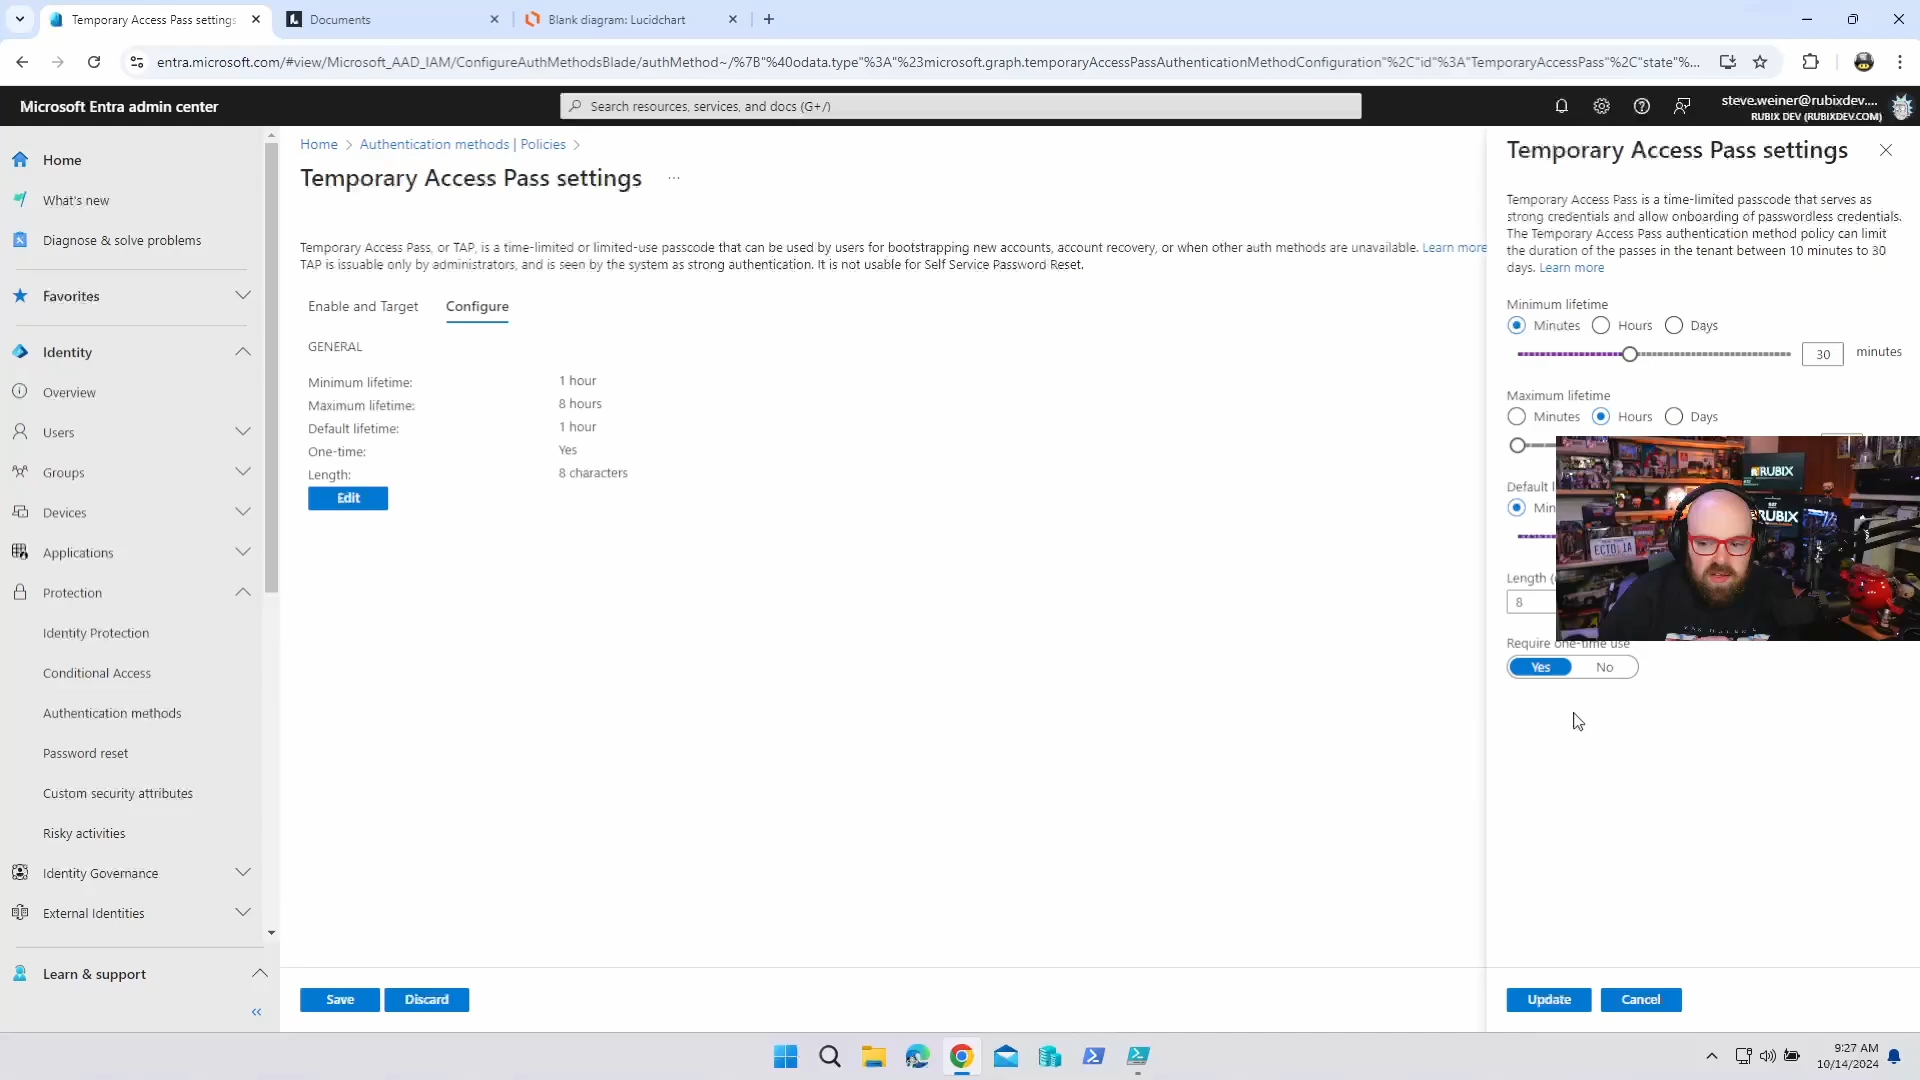 Temporary Access Pass settings
Documents
Blank diagram: Lucidchart
entra.microsoft.com/#view/Microsoft_AAD_IAM/ConfigureAuthMethodsBlade/authMethod~/%7B"%40odata.type"%3A"%23microsoft.graph.temporaryAccessPassAuthenticationMethodConfiguration"%2C"id"%3A"TemporaryAccessPass"%2C"state"%...
Microsoft Entra admin center
Search resources, services, and docs (G+/)
steve.weiner@rubixdev....
RUBIX DEV (RUBIXDEV.COM)
Home
What's new
Diagnose & solve problems
Favorites
Identity
Overview
Users
Groups
Devices
Applications
Protection
Identity Protection
Conditional Access
Authentication methods
Password reset
Custom security attributes
Risky activities
Identity Governance
External Identities
Learn & support
Home > Authentication methods | Policies >
Temporary Access Pass settings ...
Temporary Access Pass, or TAP, is a time-limited or limited-use passcode that can be used by users for bootstrapping new accounts, account recovery, or when other auth methods are unavailable. Learn more
TAP is issuable only by administrators, and is seen by the system as strong authentication. It is not usable for Self Service Password Reset.
Enable and Target Configure
GENERAL
Minimum lifetime: 1 hour
Maximum lifetime: 8 hours
Default lifetime: 1 hour
One-time: Yes
Length: 8 characters
Edit
Save Discard
Temporary Access Pass settings
Temporary Access Pass is a time-limited passcode that serves as
strong credentials and allow onboarding of passwordless credentials.
The Temporary Access Pass authentication method policy can limit
the duration of the passes in the tenant between 10 minutes to 30
days. Learn more
Minimum lifetime
Minutes Hours Days
30 minutes
Maximum lifetime
Minutes Hours Days
Default l
Min
Length (
8
RUBIX
RUBIX
ECTO-1A
Require one-time use
Yes No
Update Cancel
9:27 AM
10/14/2024